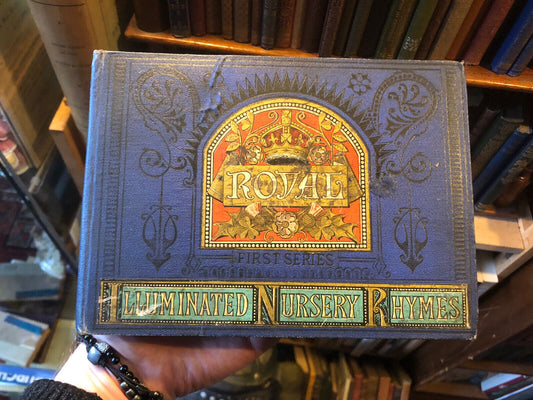 ROYAL
FIRST SERIES
ILLUMINATED NURSERY RHYMES